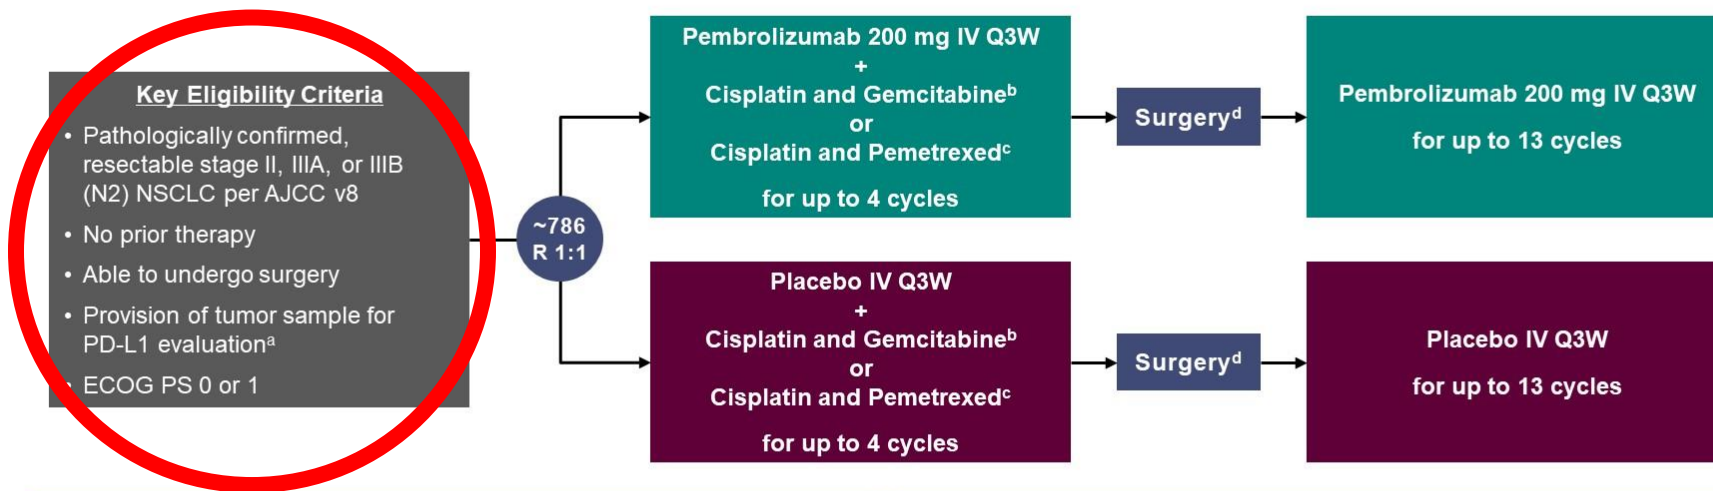 Key Eligibility Criteria
• Pathologically confirmed,
resectable stage II, IIIA, or IIIB
(N2) NSCLC per AJCC v8
• No prior therapy
• Able to undergo surgery
• Provision of tumor sample for
PD-L1 evaluationᵃ
• ECOG PS 0 or 1
~786
R 1:1
Pembrolizumab 200 mg IV Q3W
+
Cisplatin and Gemcitabineᵇ
or
Cisplatin and Pemetrexedᶜ
for up to 4 cycles
Surgeryᵈ
Pembrolizumab 200 mg IV Q3W
for up to 13 cycles
Placebo IV Q3W
+
Cisplatin and Gemcitabineᵇ
or
Cisplatin and Pemetrexedᶜ
for up to 4 cycles
Surgeryᵈ
Placebo IV Q3W
for up to 13 cycles